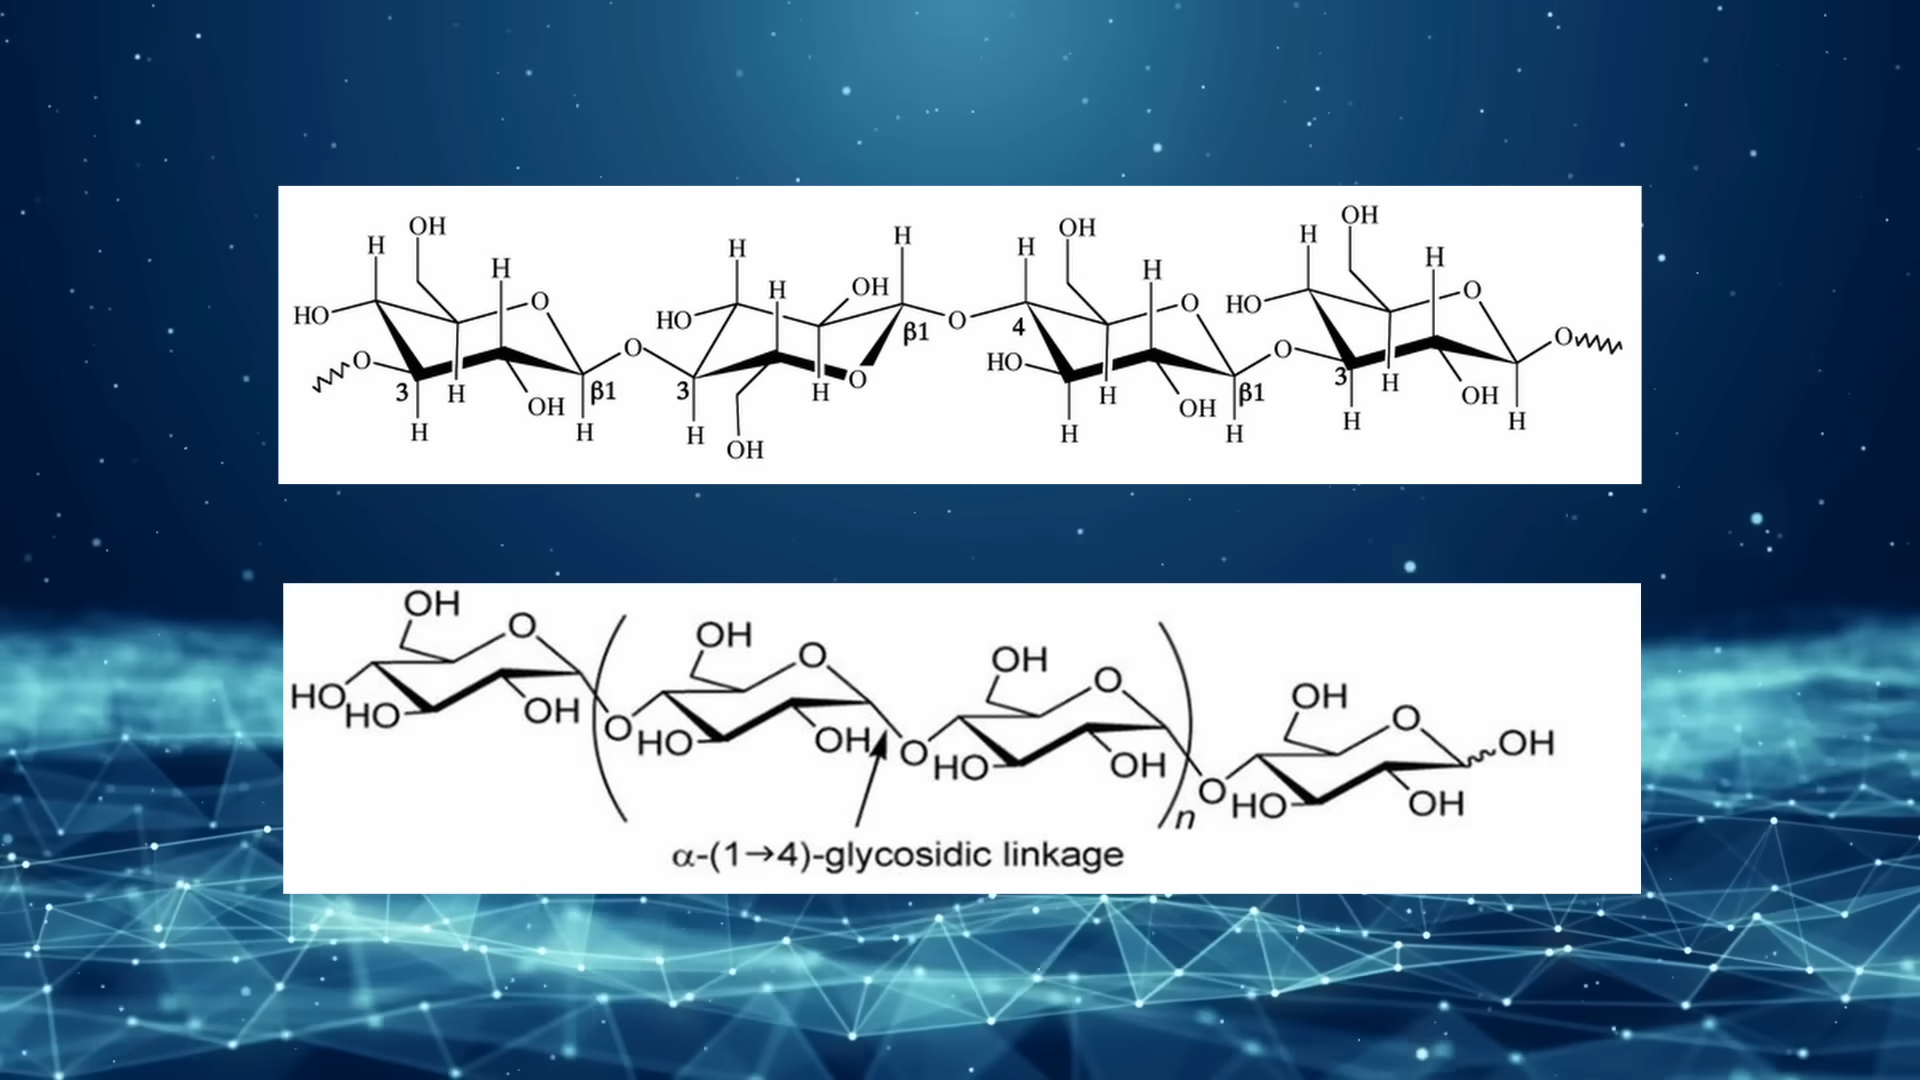 H OH H H H OH H H OH H OH H H
HO O HO H OH β1 O 4 O HO O O
O 3 H OH β1 O 3 H O HO H OH β1 O 3 H OH
H H H OH H H H H
OH O OH O OH O OH O OH
HO HO OH O HO OH O HO OH O HO OH
n
α-(1→4)-glycosidic linkage